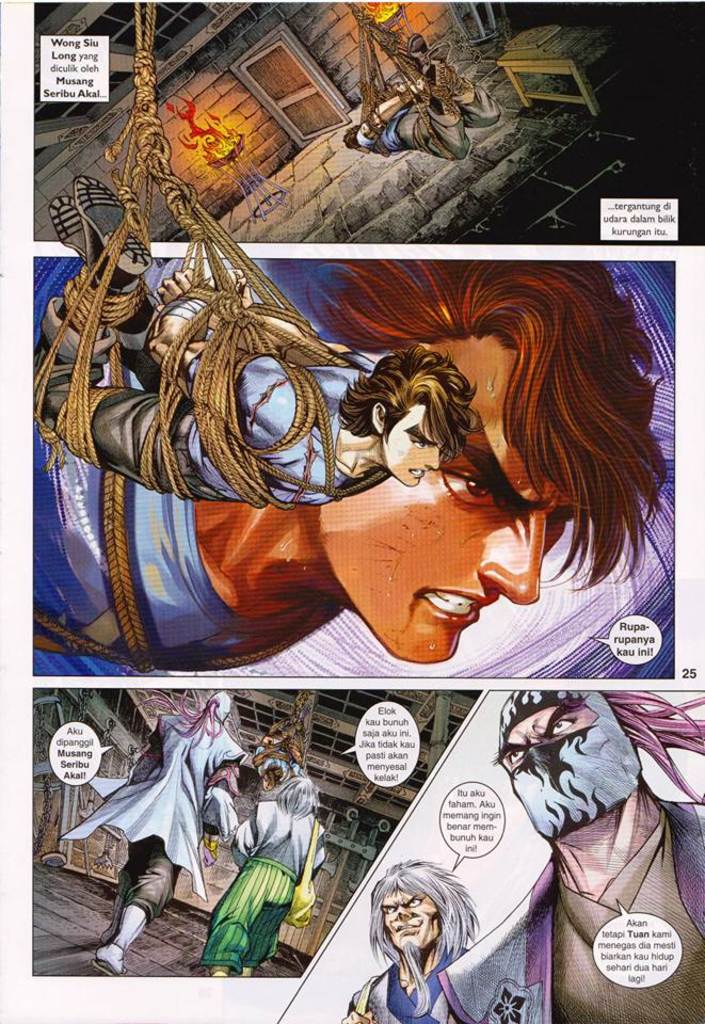 Wong Siu
Long yang
diculik oleh
Musang
Seribu Akal...
...tergantung di
udara dalam bilik
kurungan itu.
Rupa-
rupanya
kau ini!
25
Aku
dipanggil
Musang
Seribu
Akal!
Elok
kau bunuh
saja aku ini.
Jika tidak kau
pasti akan
menyesal
kelak!
Itu aku
faham. Aku
memang ingin
benar mem-
bunuh kau
ini!
Akan
tetapi Tuan kami
menegas dia mesti
biarkan kau hidup
sehari dua hari
lagi!